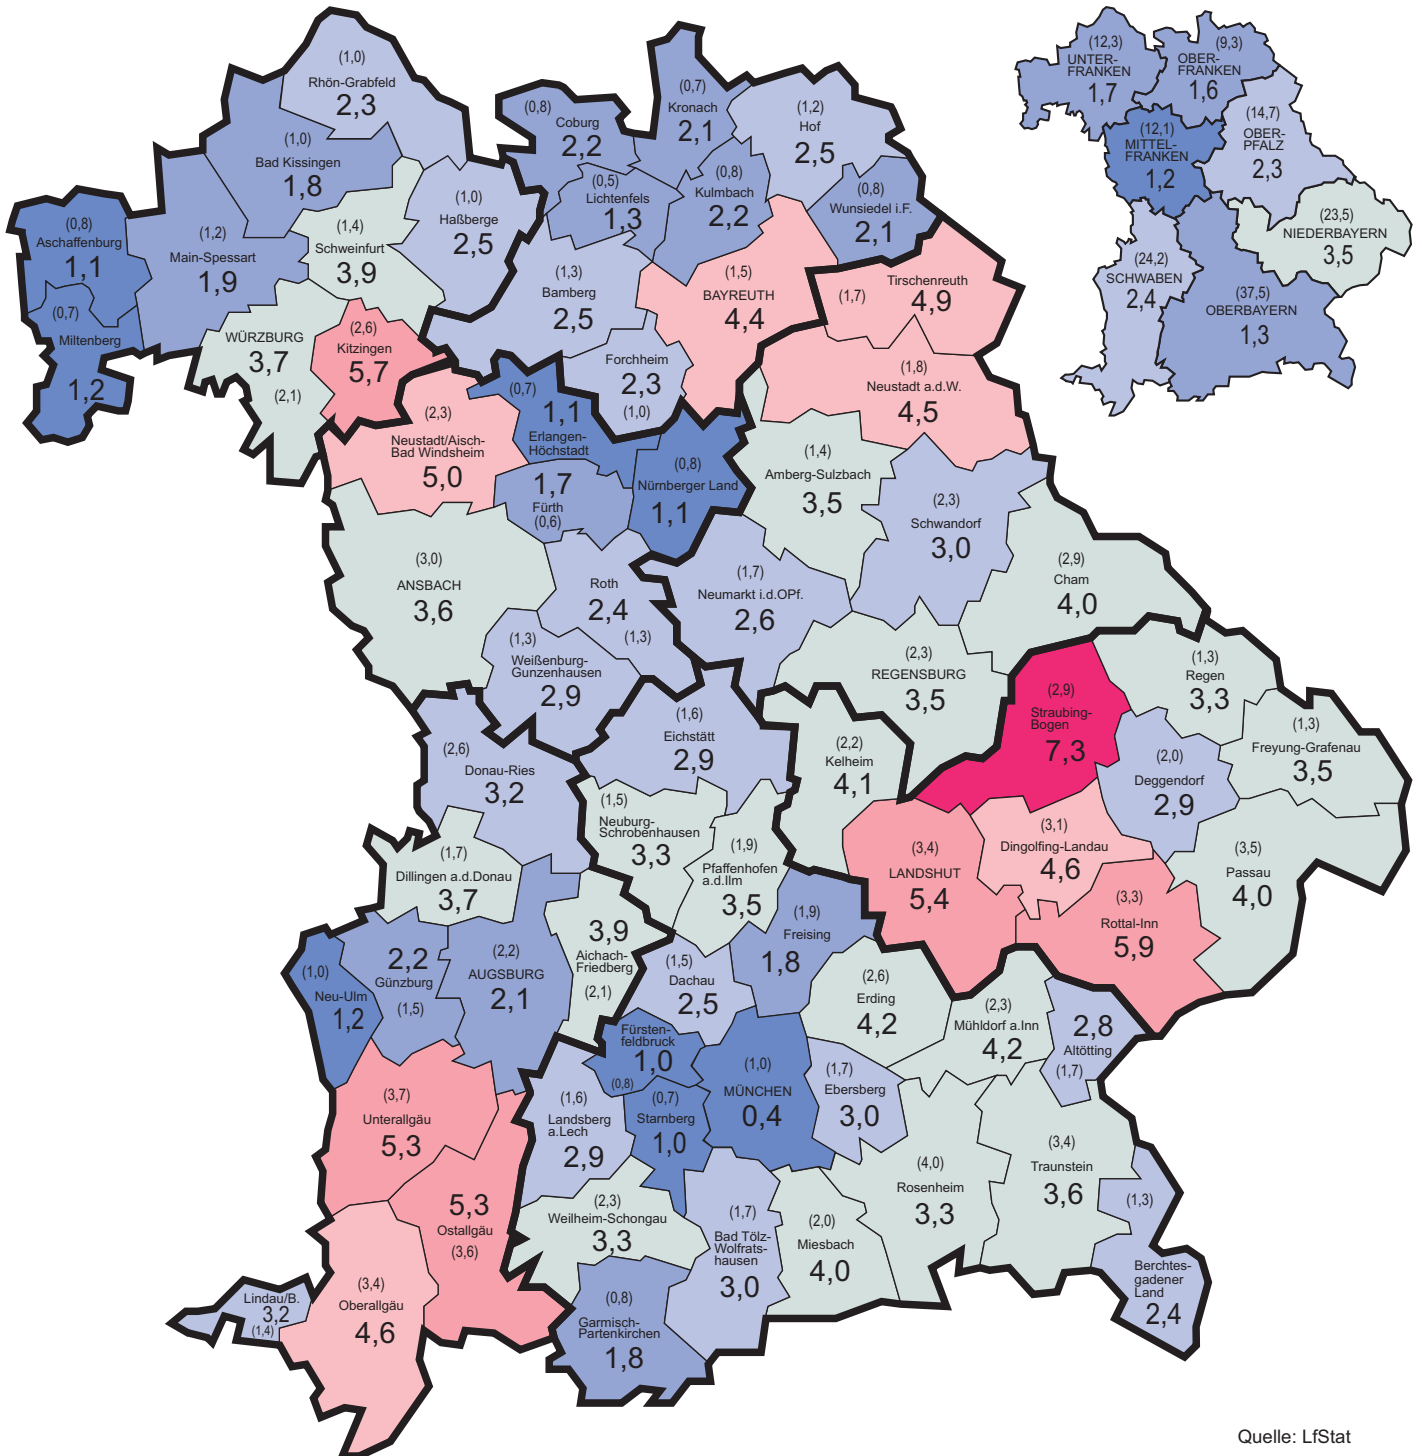 (1,0)
Rhön-Grabfeld
2,3
(1,0)
Bad Kissingen
1,8
(0,8)
Aschaffenburg
1,1
(0,7)
Miltenberg
1,2
(1,2)
Main-Spessart
1,9
(1,4)
Schweinfurt
3,9
(1,0)
Haßberge
2,5
WÜRZBURG
3,7
(2,1)
(2,6)
Kitzingen
5,7
(0,8)
Coburg
2,2
(0,7)
Kronach
2,1
(1,2)
Hof
2,5
(0,5)
Lichtenfels
1,3
(0,8)
Kulmbach
2,2
(0,8)
Wunsiedel i.F.
2,1
(1,3)
Bamberg
2,5
(1,5)
BAYREUTH
4,4
Forchheim
2,3
(1,0)
(1,7)
Tirschenreuth
4,9
(1,8)
Neustadt a.d.W.
4,5
(2,3)
Neustadt/Aisch-
Bad Windsheim
5,0
(0,7)
1,1
Erlangen-
Höchstadt
1,7
Fürth
(0,6)
(0,8)
Nürnberger Land
1,1
(1,4)
Amberg-Sulzbach
3,5
(2,3)
Schwandorf
3,0
(2,9)
Cham
4,0
(3,0)
ANSBACH
3,6
Roth
2,4
(1,3)
(1,3)
Weißenburg-
Gunzenhausen
2,9
(1,7)
Neumarkt i.d.OPf.
2,6
(2,3)
REGENSBURG
3,5
(2,9)
Straubing-
Bogen
7,3
(1,3)
Regen
3,3
(1,3)
Freyung-Grafenau
3,5
(2,0)
Deggendorf
2,9
(2,2)
Kelheim
4,1
(3,4)
LANDSHUT
5,4
(3,1)
Dingolfing-Landau
4,6
(3,3)
Rottal-Inn
5,9
(3,5)
Passau
4,0
(2,6)
Donau-Ries
3,2
(1,6)
Eichstätt
2,9
(1,5)
Neuburg-
Schrobenhausen
3,3
(1,9)
Pfaffenhofen
a.d.Ilm
3,5
(1,7)
Dillingen a.d.Donau
3,7
(1,0)
Neu-Ulm
1,2
2,2
Günzburg
(1,5)
(2,2)
AUGSBURG
2,1
3,9
Aichach-
Friedberg
(2,1)
(1,5)
Dachau
2,5
(1,9)
Freising
1,8
(2,6)
Erding
4,2
(2,3)
Mühldorf a.Inn
4,2
2,8
Altötting
(1,7)
Fürsten-
feldbruck
1,0
(0,8)
(1,0)
MÜNCHEN
0,4
(1,7)
Ebersberg
3,0
(0,7)
Starnberg
1,0
(1,6)
Landsberg
a.Lech
2,9
(3,7)
Unterallgäu
5,3
5,3
Ostallgäu
(3,6)
(3,4)
Oberallgäu
4,6
Lindau/B.
3,2
(1,4)
(2,3)
Weilheim-Schongau
3,3
(0,8)
Garmisch-
Partenkirchen
1,8
(1,7)
Bad Tölz-
Wolfrats-
hausen
3,0
(2,0)
Miesbach
4,0
(4,0)
Rosenheim
3,3
(3,4)
Traunstein
3,6
(1,3)
Berchtes-
gadener
Land
2,4
(12,3)
UNTER-
FRANKEN
1,7
(9,3)
OBER-
FRANKEN
1,6
(12,1)
MITTEL-
FRANKEN
1,2
(14,7)
OBER-
PFALZ
2,3
(23,5)
NIEDERBAYERN
3,5
(24,2)
SCHWABEN
2,4
(37,5)
OBERBAYERN
1,3
Quelle: LfStat